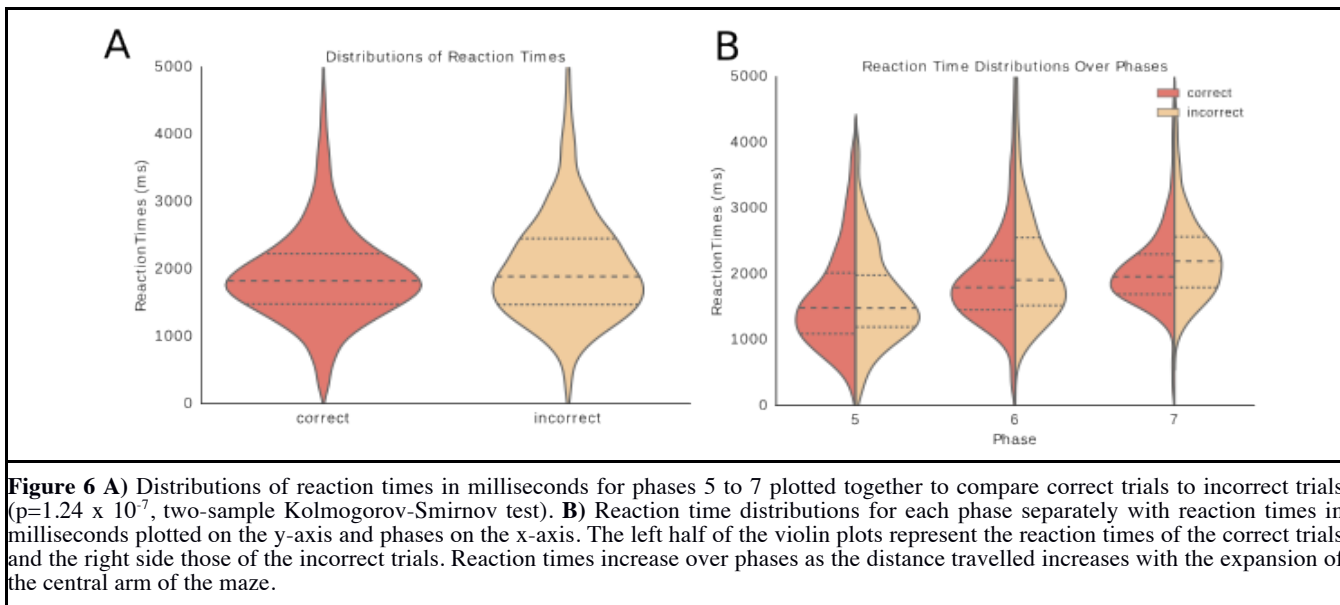 A
Distributions of Reaction Times
5000
4000
3000
2000
1000
0
ReactionTimes (ms)
correct
incorrect
B
Reaction Time Distributions Over Phases
5000
4000
3000
2000
1000
0
ReactionTimes (ms)
correct
incorrect
5
6
7
Phase
Figure 6 A) Distributions of reaction times in milliseconds for phases 5 to 7 plotted together to compare correct trials to incorrect trials
(p=1.24 x 10⁻⁷, two-sample Kolmogorov-Smirnov test). B) Reaction time distributions for each phase separately with reaction times in
milliseconds plotted on the y-axis and phases on the x-axis. The left half of the violin plots represent the reaction times of the correct trials
and the right side those of the incorrect trials. Reaction times increase over phases as the distance travelled increases with the expansion of
the central arm of the maze.